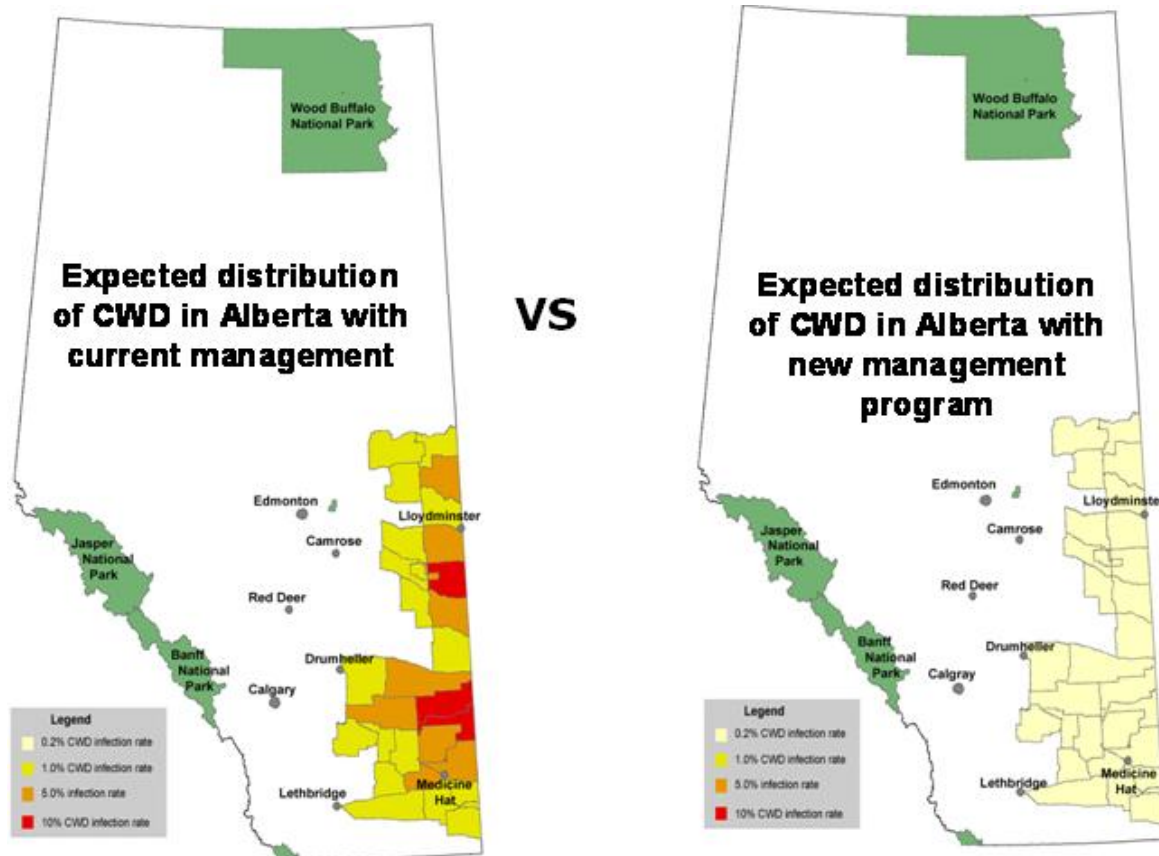 Wood Buffalo
National Park
Expected distribution
of CWD in Alberta with
current management
Edmonton
Lloydminster
Camrose
Jasper
National
Park
Red Deer
Banff
National
Park
Drumheller
Calgary
Medicine
Hat
Lethbridge
Legend
0.2% CWD infection rate
1.0% CWD infection rate
5.0% infection rate
10% CWD infection rate
VS
Wood Buffalo
National Park
Expected distribution
of CWD in Alberta with
new management
program
Edmonton
Lloydminster
Camrose
Jasper
National
Park
Red Deer
Banff
National
Park
Drumheller
Calgray
Medicine
Hat
Lethbridge
Legend
0.2% CWD infection rate
1.0% CWD infection rate
5.0% infection rate
10% CWD infection rate